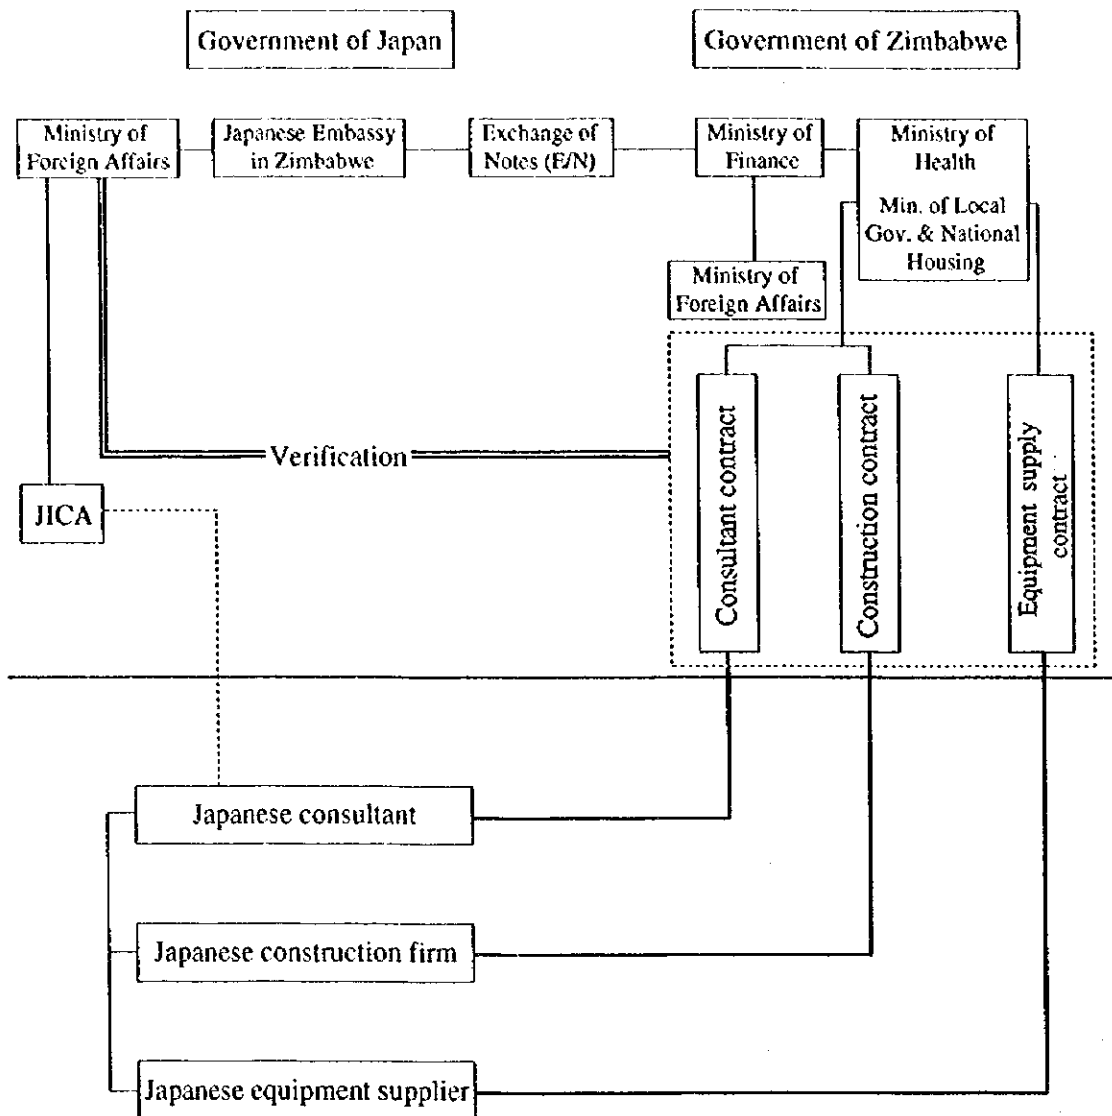 Government of Japan
Government of Zimbabwe
Ministry of
Foreign Affairs
Japanese Embassy
in Zimbabwe
Exchange of
Notes (E/N)
Ministry of
Finance
Ministry of
Health
Min. of Local
Gov. & National
Housing
Ministry of
Foreign Affairs
Verification
JICA
Consultant contract
Construction contract
Equipment supply
contract
Japanese consultant
Japanese construction firm
Japanese equipment supplier